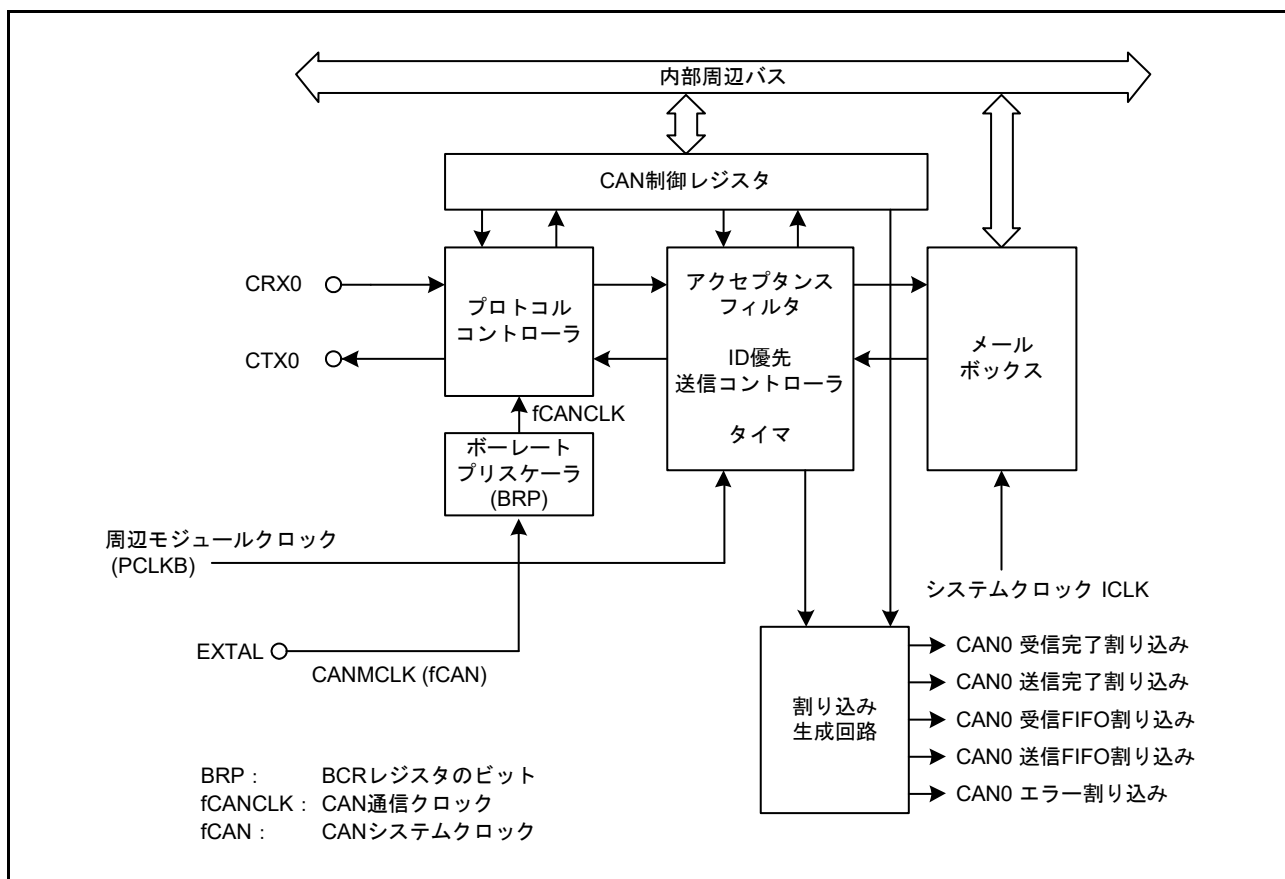 内部周辺バス
CAN制御レジスタ
CRX0
CTX0
プロトコル
コントローラ
アクセプタンス
フィルタ
ID優先
送信コントローラ
タイマ
メール
ボックス
fCANCLK
ボーレート
プリスケーラ
(BRP)
周辺モジュールクロック
(PCLKB)
システムクロック ICLK
EXTAL
CANMCLK (fCAN)
割り込み
生成回路
CAN0 受信完了割り込み
CAN0 送信完了割り込み
CAN0 受信FIFO割り込み
CAN0 送信FIFO割り込み
CAN0 エラー割り込み
BRP : BCRレジスタのビット
fCANCLK : CAN通信クロック
fCAN : CANシステムクロック